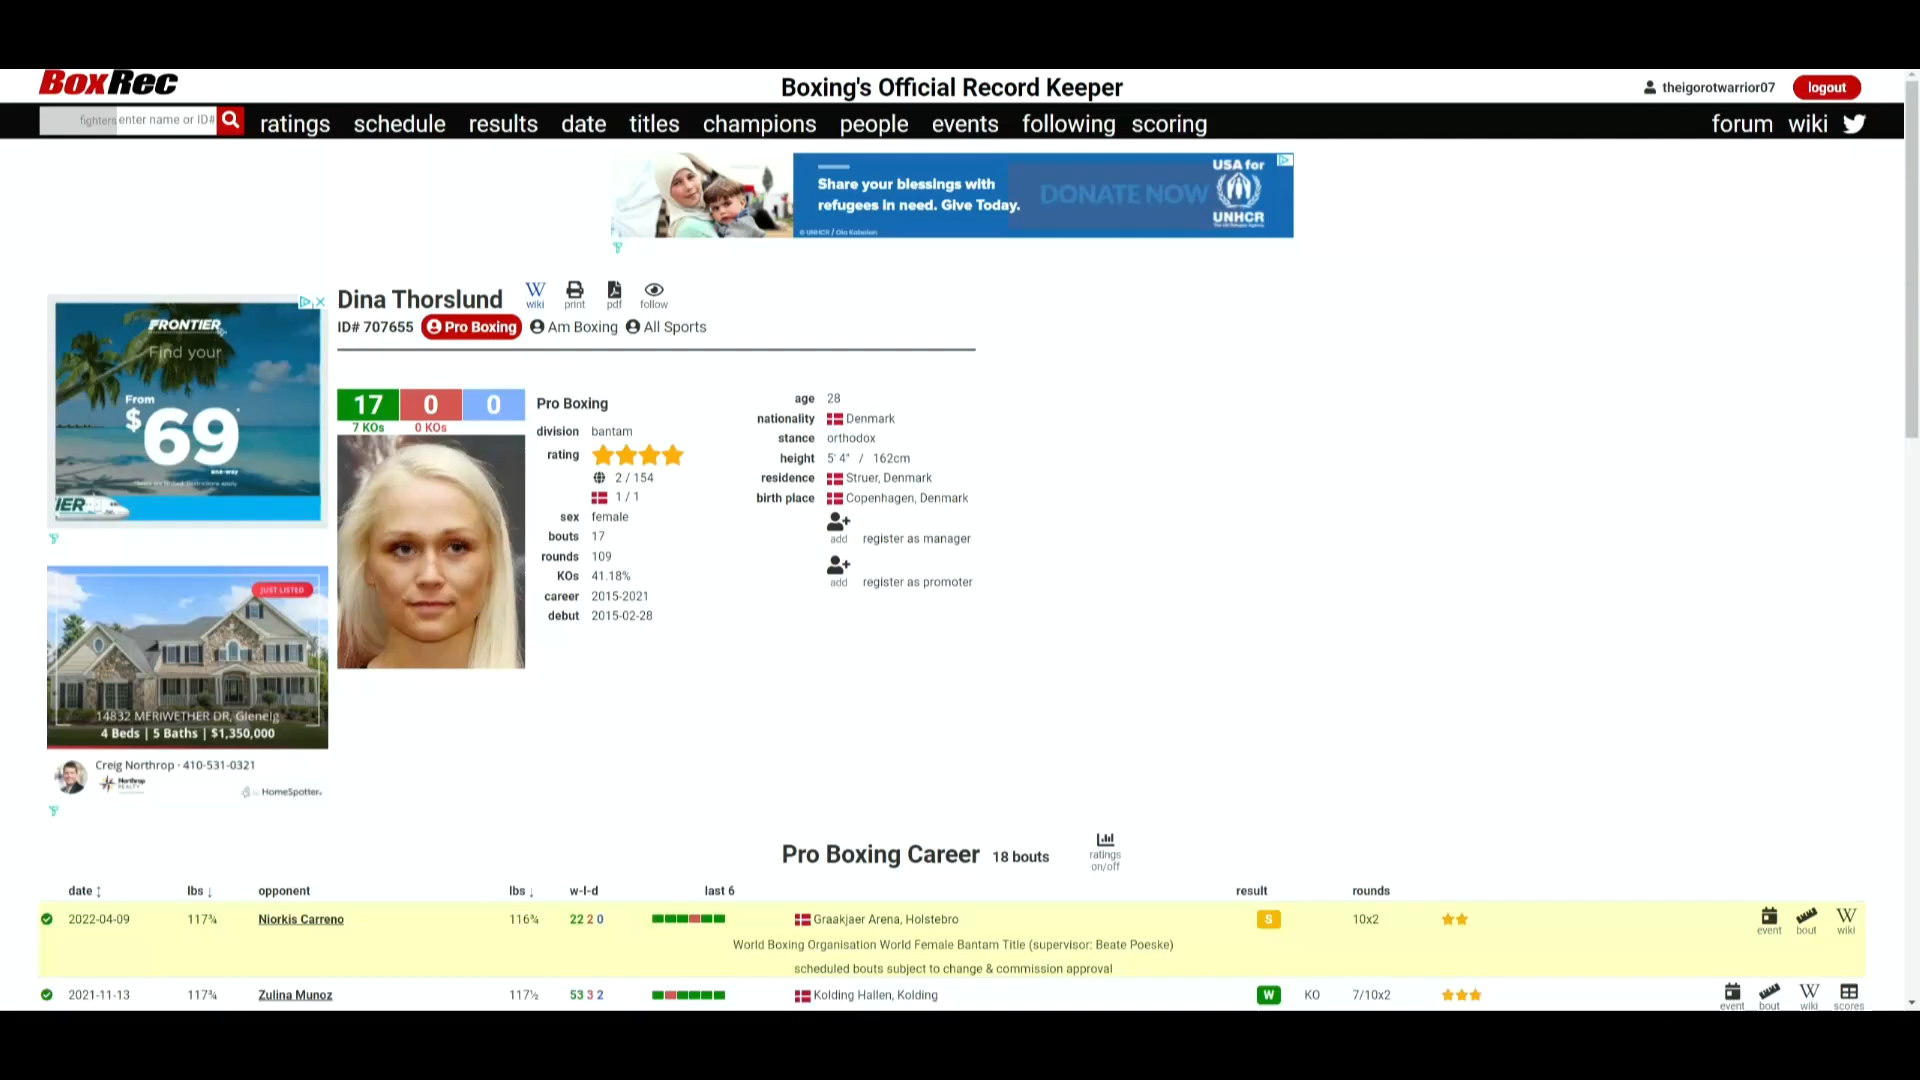 BoxRec
Boxing's Official Record Keeper
theigorotwarrior07
logout
fighters enter name or ID#
ratings schedule results date titles champions people events following scoring
forum wiki
Share your blessings with
refugees in need. Give Today.
DONATE NOW
USA for
UNHCR
FRONTIER
Find your
From
$69*
one-way
14832 MERIWETHER DR, Glenelg
JUST LISTED
4 Beds | 5 Baths | $1,350,000
Creig Northrop · 410-531-0321
Northrop
REALTY
HomeSpotter
Dina Thorslund
wiki print pdf follow
ID# 707655 Pro Boxing Am Boxing All Sports
17 0 0
7 KOs 0 KOs
Pro Boxing
division bantam
rating
2 / 154
1 / 1
sex female
bouts 17
rounds 109
KOs 41.18%
career 2015-2021
debut 2015-02-28
age 28
nationality Denmark
stance orthodox
height 5' 4" / 162cm
residence Struer, Denmark
birth place Copenhagen, Denmark
add register as manager
add register as promoter
Pro Boxing Career 18 bouts
ratings
on/off
date lbs opponent lbs w-l-d last 6 result rounds
2022-04-09 117¾ Niorkis Carreno 116¾ 22 2 0 Graakjaer Arena, Holstebro S 10x2 event bout wiki
World Boxing Organisation World Female Bantam Title (supervisor: Beate Poeske)
scheduled bouts subject to change & commission approval
2021-11-13 117¾ Zulina Munoz 117½ 53 3 2 Kolding Hallen, Kolding W KO 7/10x2 event bout wiki scores